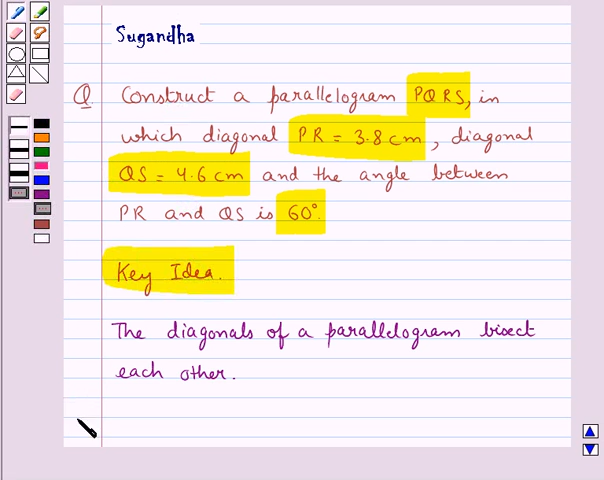 Sugandha
Q Construct a parallelogram PQRS, in
which diagonal PR = 3.8 cm, diagonal
QS = 4.6 cm and the angle between
PR and QS is 60°.
Key Idea.
The diagonals of a parallelogram bisect
each other.